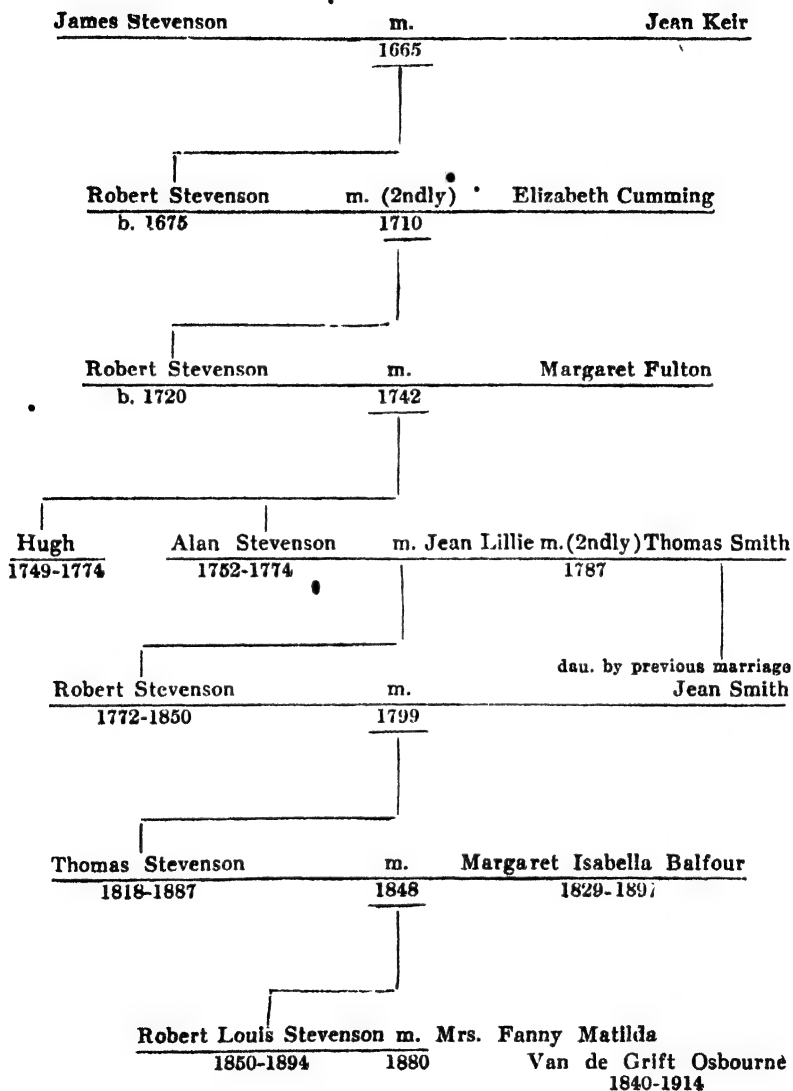 James Stevenson m. Jean Keir
1665
Robert Stevenson m. (2ndly) Elizabeth Cumming
b. 1675 1710
Robert Stevenson m. Margaret Fulton
b. 1720 1742
Hugh Alan Stevenson m. Jean Lillie m. (2ndly) Thomas Smith
1749-1774 1752-1774 1787
dau. by previous marriage
Robert Stevenson m. Jean Smith
1772-1850 1799
Thomas Stevenson m. Margaret Isabella Balfour
1818-1887 1848 1829-1897
Robert Louis Stevenson m. Mrs. Fanny Matilda
1850-1894 1880 Van de Grift Osbourne
1840-1914